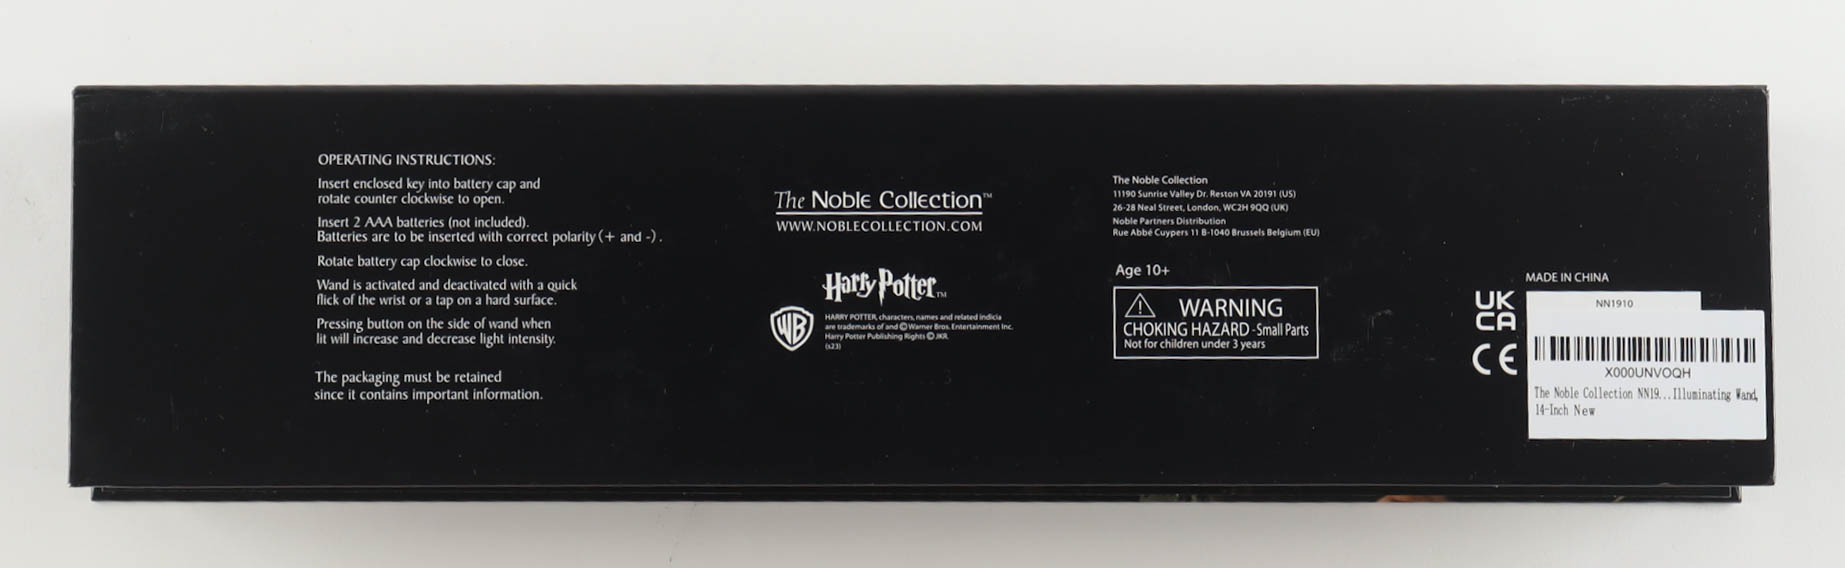 OPERATING INSTRUCTIONS:
Insert enclosed key into battery cap and
rotate counter clockwise to open.
Insert 2 AAA batteries (not included).
Batteries are to be inserted with correct polarity (+ and -).
Rotate battery cap clockwise to close.
Wand is activated and deactivated with a quick
flick of the wrist or a tap on a hard surface.
Pressing button on the side of wand when
lit will increase and decrease light intensity.
The packaging must be retained
since it contains important information.
The Noble Collection™
WWW.NOBLECOLLECTION.COM
Harry Potter™
WB
HARRY POTTER, characters, names and related indicia
are trademarks of and © Warner Bros. Entertainment Inc.
Harry Potter Publishing Rights © JKR.
(s23)
The Noble Collection
11190 Sunrise Valley Dr. Reston VA 20191 (US)
26-28 Neal Street, London, WC2H 9QQ (UK)
Noble Partners Distribution
Rue Abbé Cuypers 11 B-1040 Brussels Belgium (EU)
Age 10+
WARNING
CHOKING HAZARD - Small Parts
Not for children under 3 years
UK
CA
CE
MADE IN CHINA
NN1910
X000UNVOQH
The Noble Collection NN19...Illuminating Wand,
14-Inch New